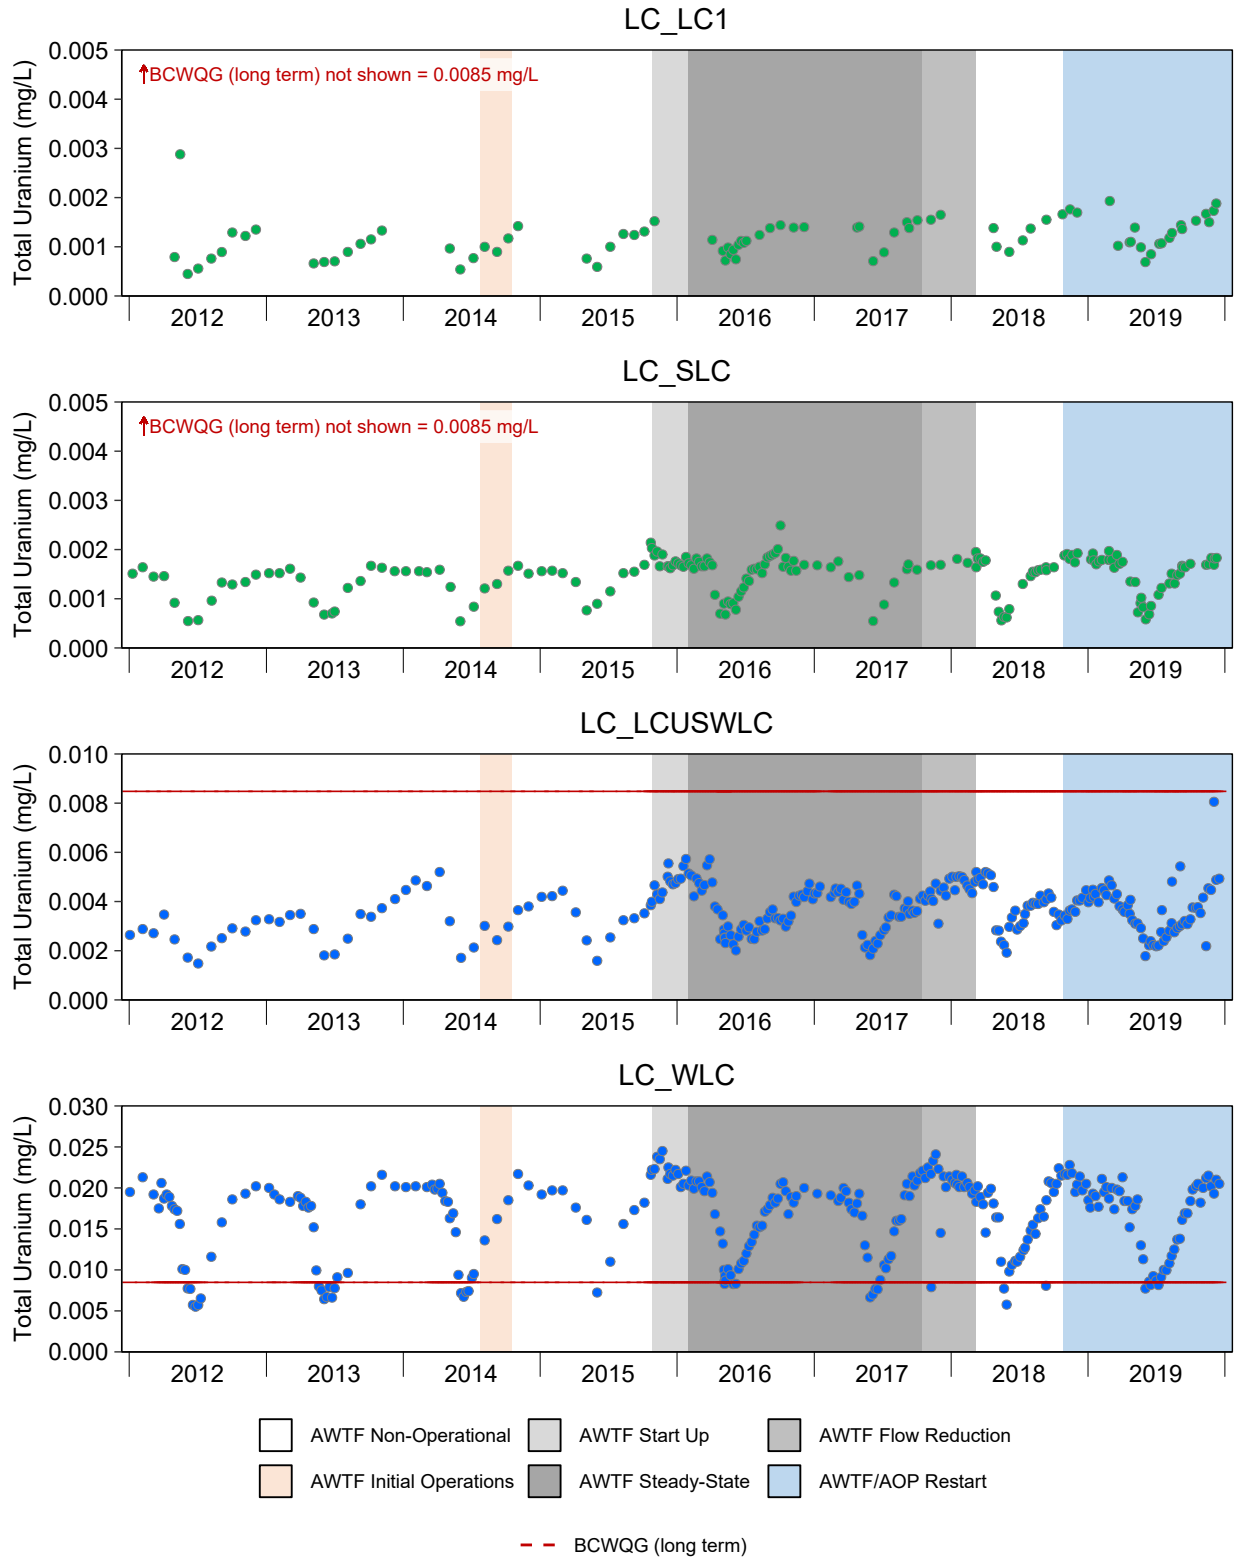 LC_LC1
Total Uranium (mg/L)
0.005
0.004
0.003
0.002
0.001
0.000
BCWQG (long term) not shown = 0.0085 mg/L
2012 2013 2014 2015 2016 2017 2018 2019
LC_SLC
Total Uranium (mg/L)
0.005
0.004
0.003
0.002
0.001
0.000
BCWQG (long term) not shown = 0.0085 mg/L
2012 2013 2014 2015 2016 2017 2018 2019
LC_LCUSWLC
Total Uranium (mg/L)
0.010
0.008
0.006
0.004
0.002
0.000
2012 2013 2014 2015 2016 2017 2018 2019
LC_WLC
Total Uranium (mg/L)
0.030
0.025
0.020
0.015
0.010
0.005
0.000
2012 2013 2014 2015 2016 2017 2018 2019
AWTF Non-Operational AWTF Start Up AWTF Flow Reduction
AWTF Initial Operations AWTF Steady-State AWTF/AOP Restart
BCWQG (long term)